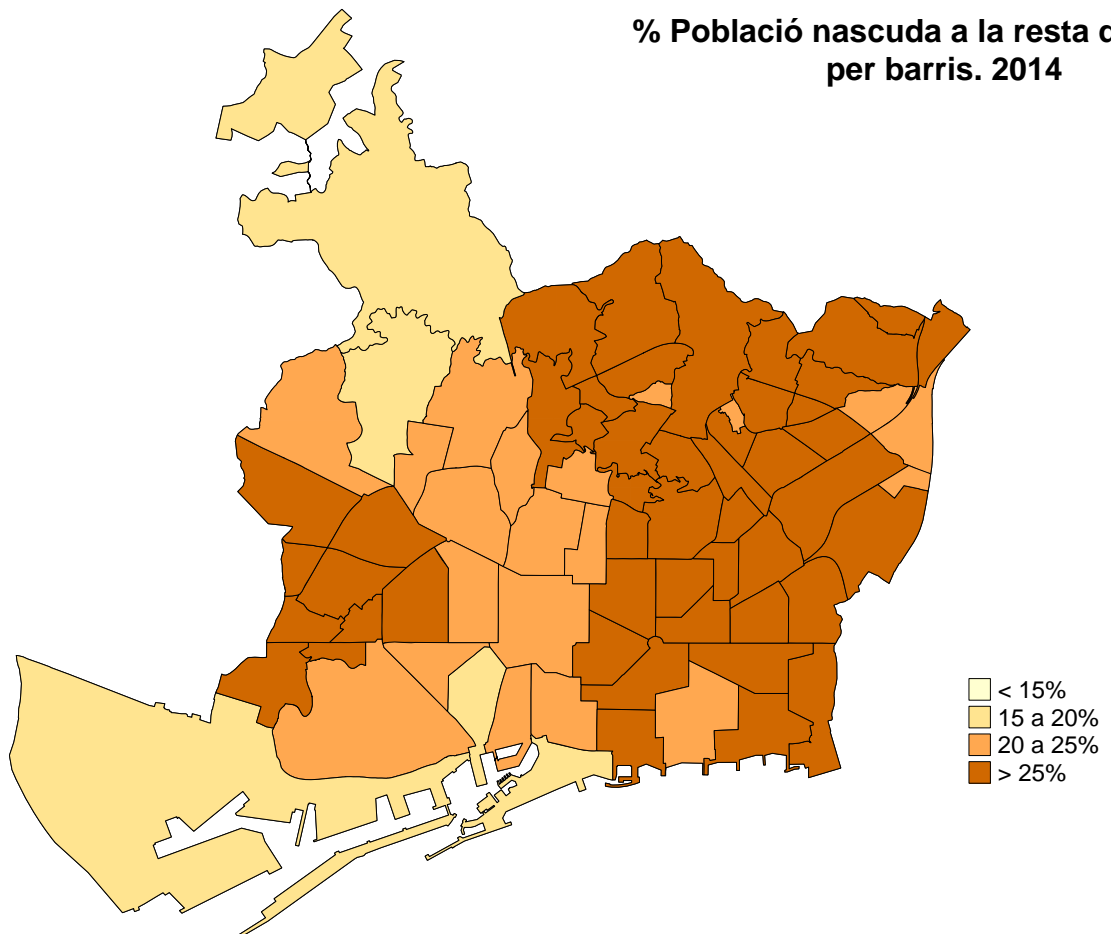 % Població nascuda a la resta
per barris. 2014
< 15%
15 a 20%
20 a 25%
> 25%